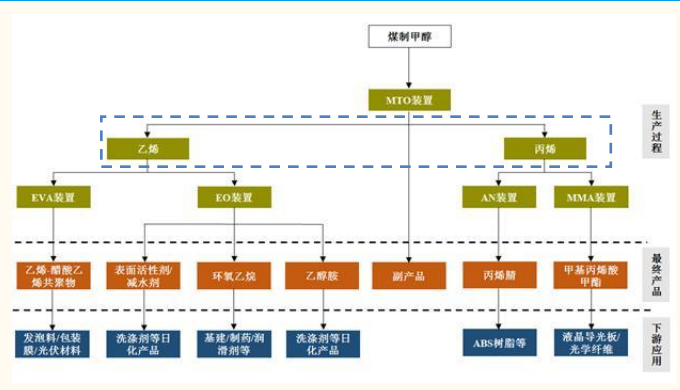 煤制甲醇
MTO装置
生产过程
乙烯
丙烯
EVA装置
EO装置
AN装置
MMA装置
乙烯-醋酸乙
烯共聚物
表面活性剂/
减水剂
环氧乙烷
乙醇胺
副产品
丙烯腈
甲基丙烯酸
甲酯
最终产品
发泡料/包装
膜/光伏材料
洗涤剂等日
化产品
基建/制药/润
滑剂等
洗涤剂等日
化产品
ABS树脂等
液晶导光板/
光学纤维
下游应用